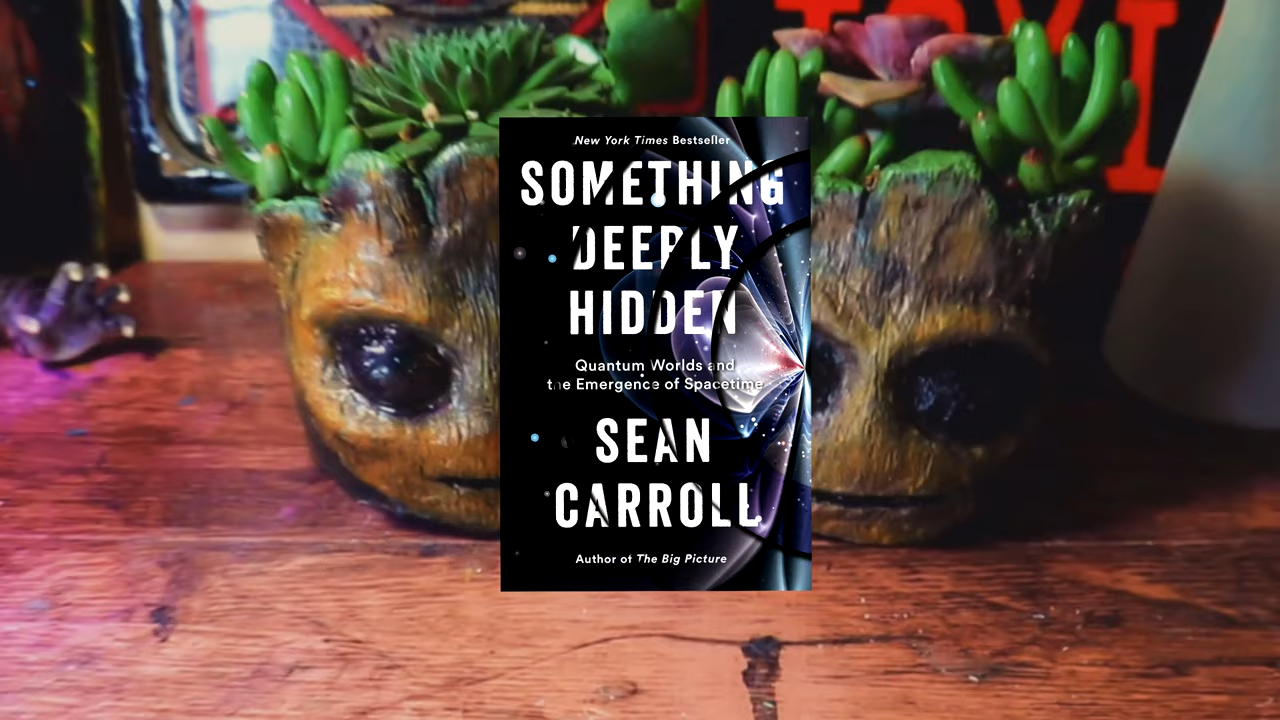 New York Times Bestseller
SOMETHING
DEEPLY
HIDDEN
Quantum Worlds and
the Emergence of Spacetime
SEAN
CARROLL
Author of The Big Picture